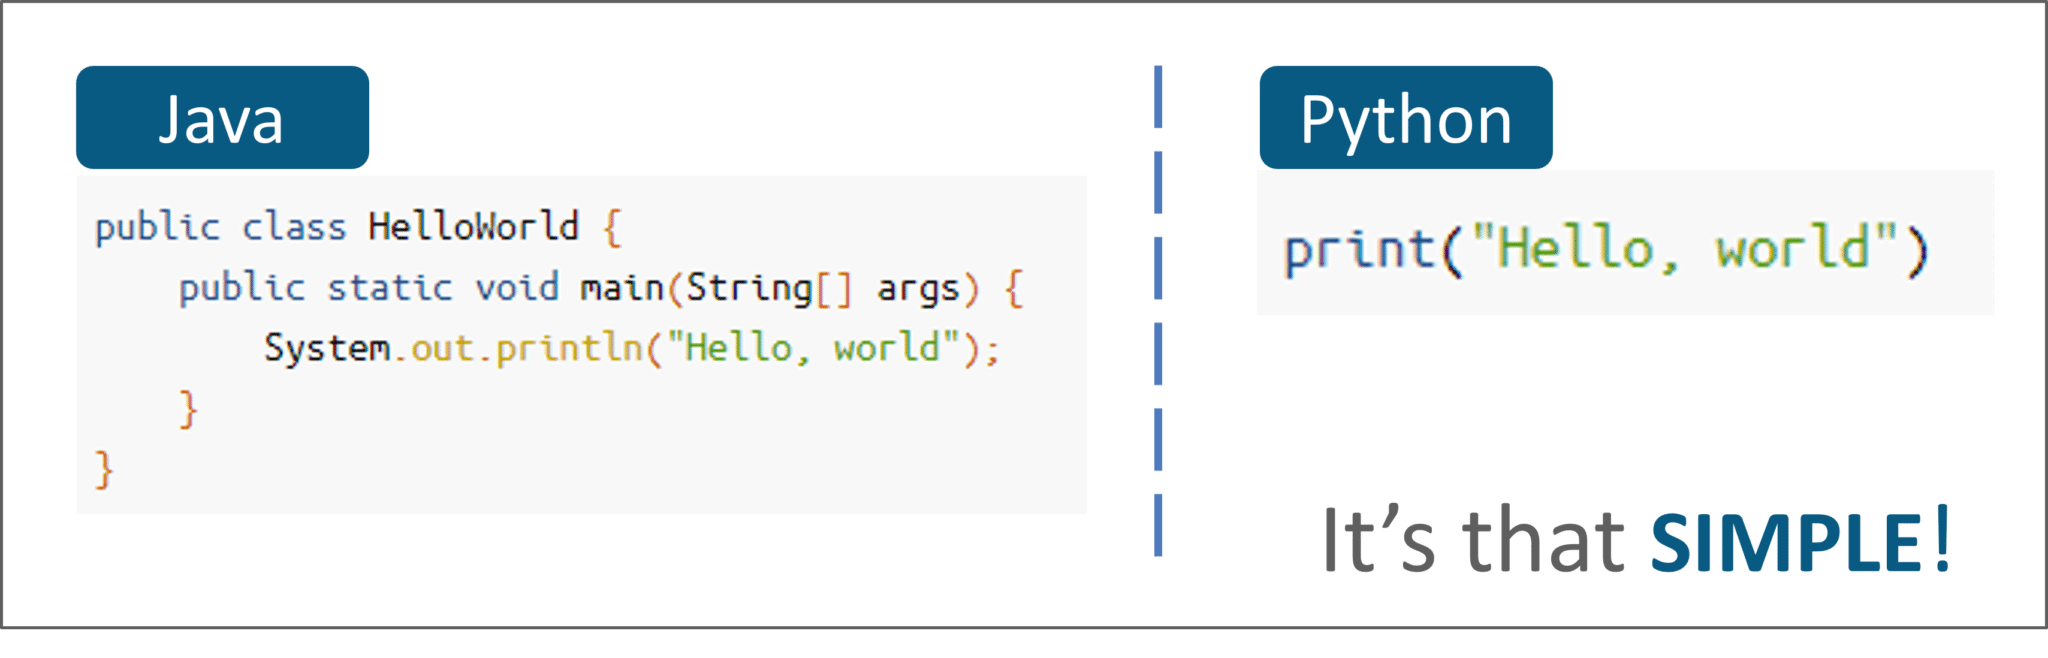 Java
public class HelloWorld {
    public static void main(String[] args) {
        System.out.println("Hello, world");
    }
}
Python
print("Hello, world")
It’s that SIMPLE!